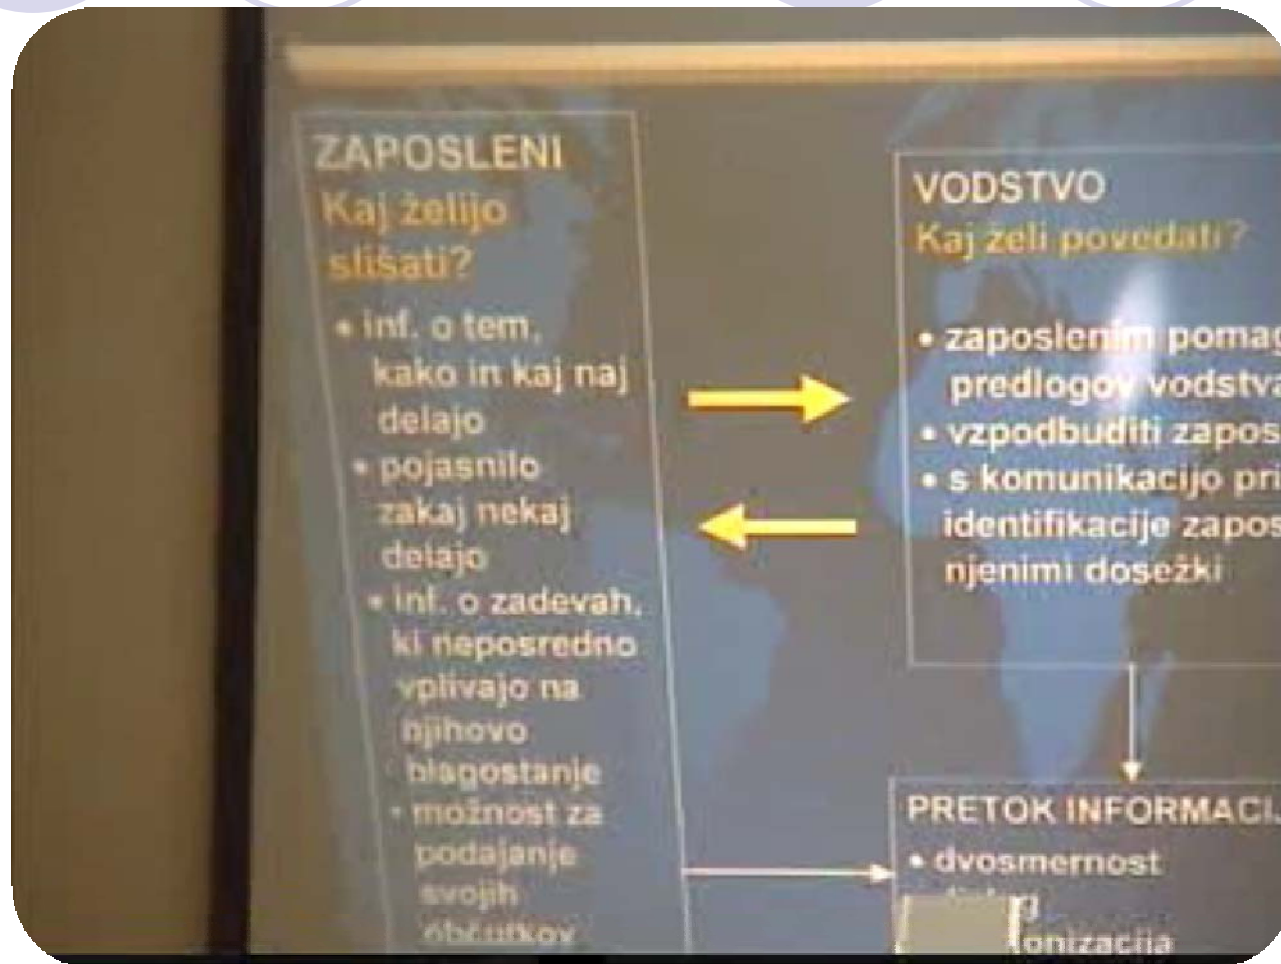 ZAPOSLENI
Kaj želijo
slišati?
• inf. o tem,
kako in kaj naj
delajo
• pojasnilo
zakaj nekaj
delajo
• inf. o zadevah,
ki neposredno
vplivajo na
njihovo
blagostanje
• možnost za
podajanje
svojih
občutkov
VODSTVO
Kaj želi povedati?
• zaposlenim pomag
predlogov vodstva
• vzpodbuditi zapos
• s komunikacijo pri
identifikacije zapos
njenimi dosežki
PRETOK INFORMACIJ
• dvosmernost